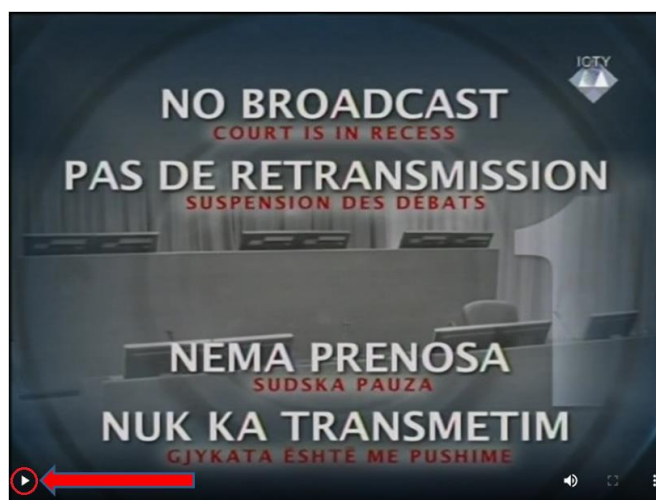 ICTY
NO BROADCAST
COURT IS IN RECESS
PAS DE RETRANSMISSION
SUSPENSION DES DÉBATS
NEMA PRENOSA
SUDSKA PAUZA
NUK KA TRANSMETIM
GJYKATA ËSHTË ME PUSHIME